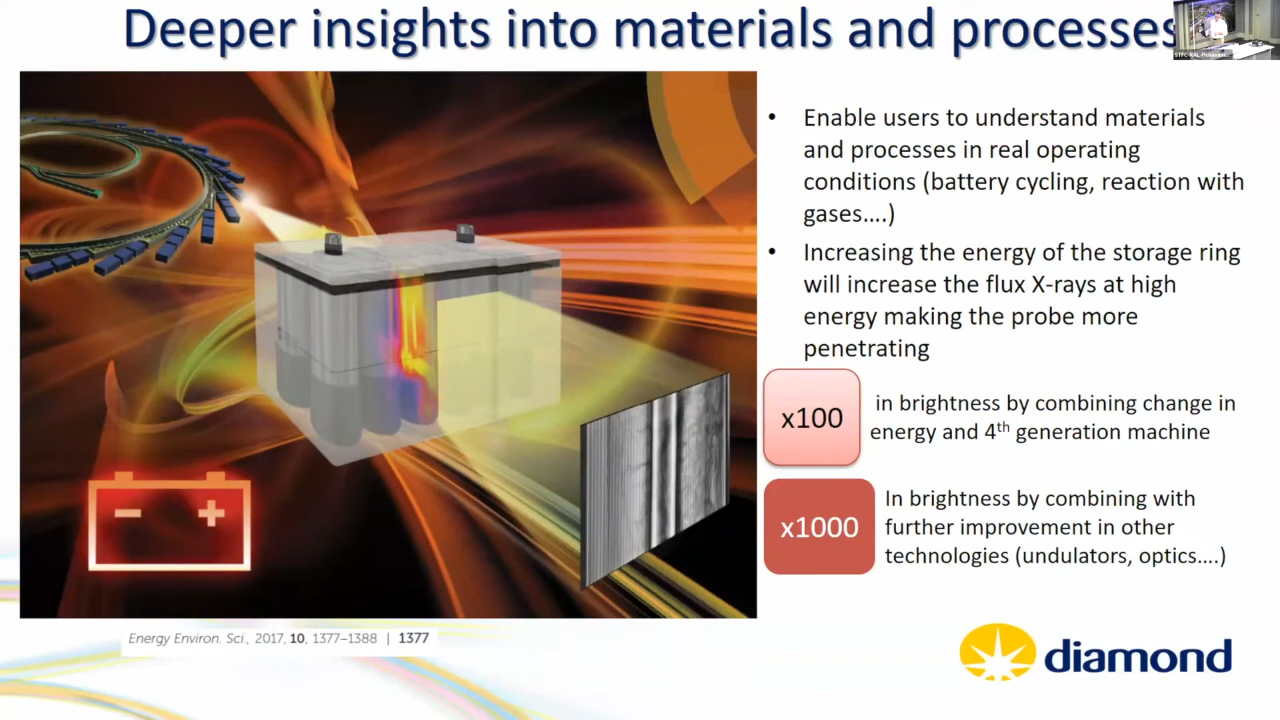 Deeper insights into materials and processes
• Enable users to understand materials
and processes in real operating
conditions (battery cycling, reaction with
gases....)
• Increasing the energy of the storage ring
will increase the flux X-rays at high
energy making the probe more
penetrating
x100
in brightness by combining change in
energy and 4th generation machine
x1000
In brightness by combining with
further improvement in other
technologies (undulators, optics....)
Energy Environ. Sci., 2017, 10, 1377–1388 | 1377
diamond